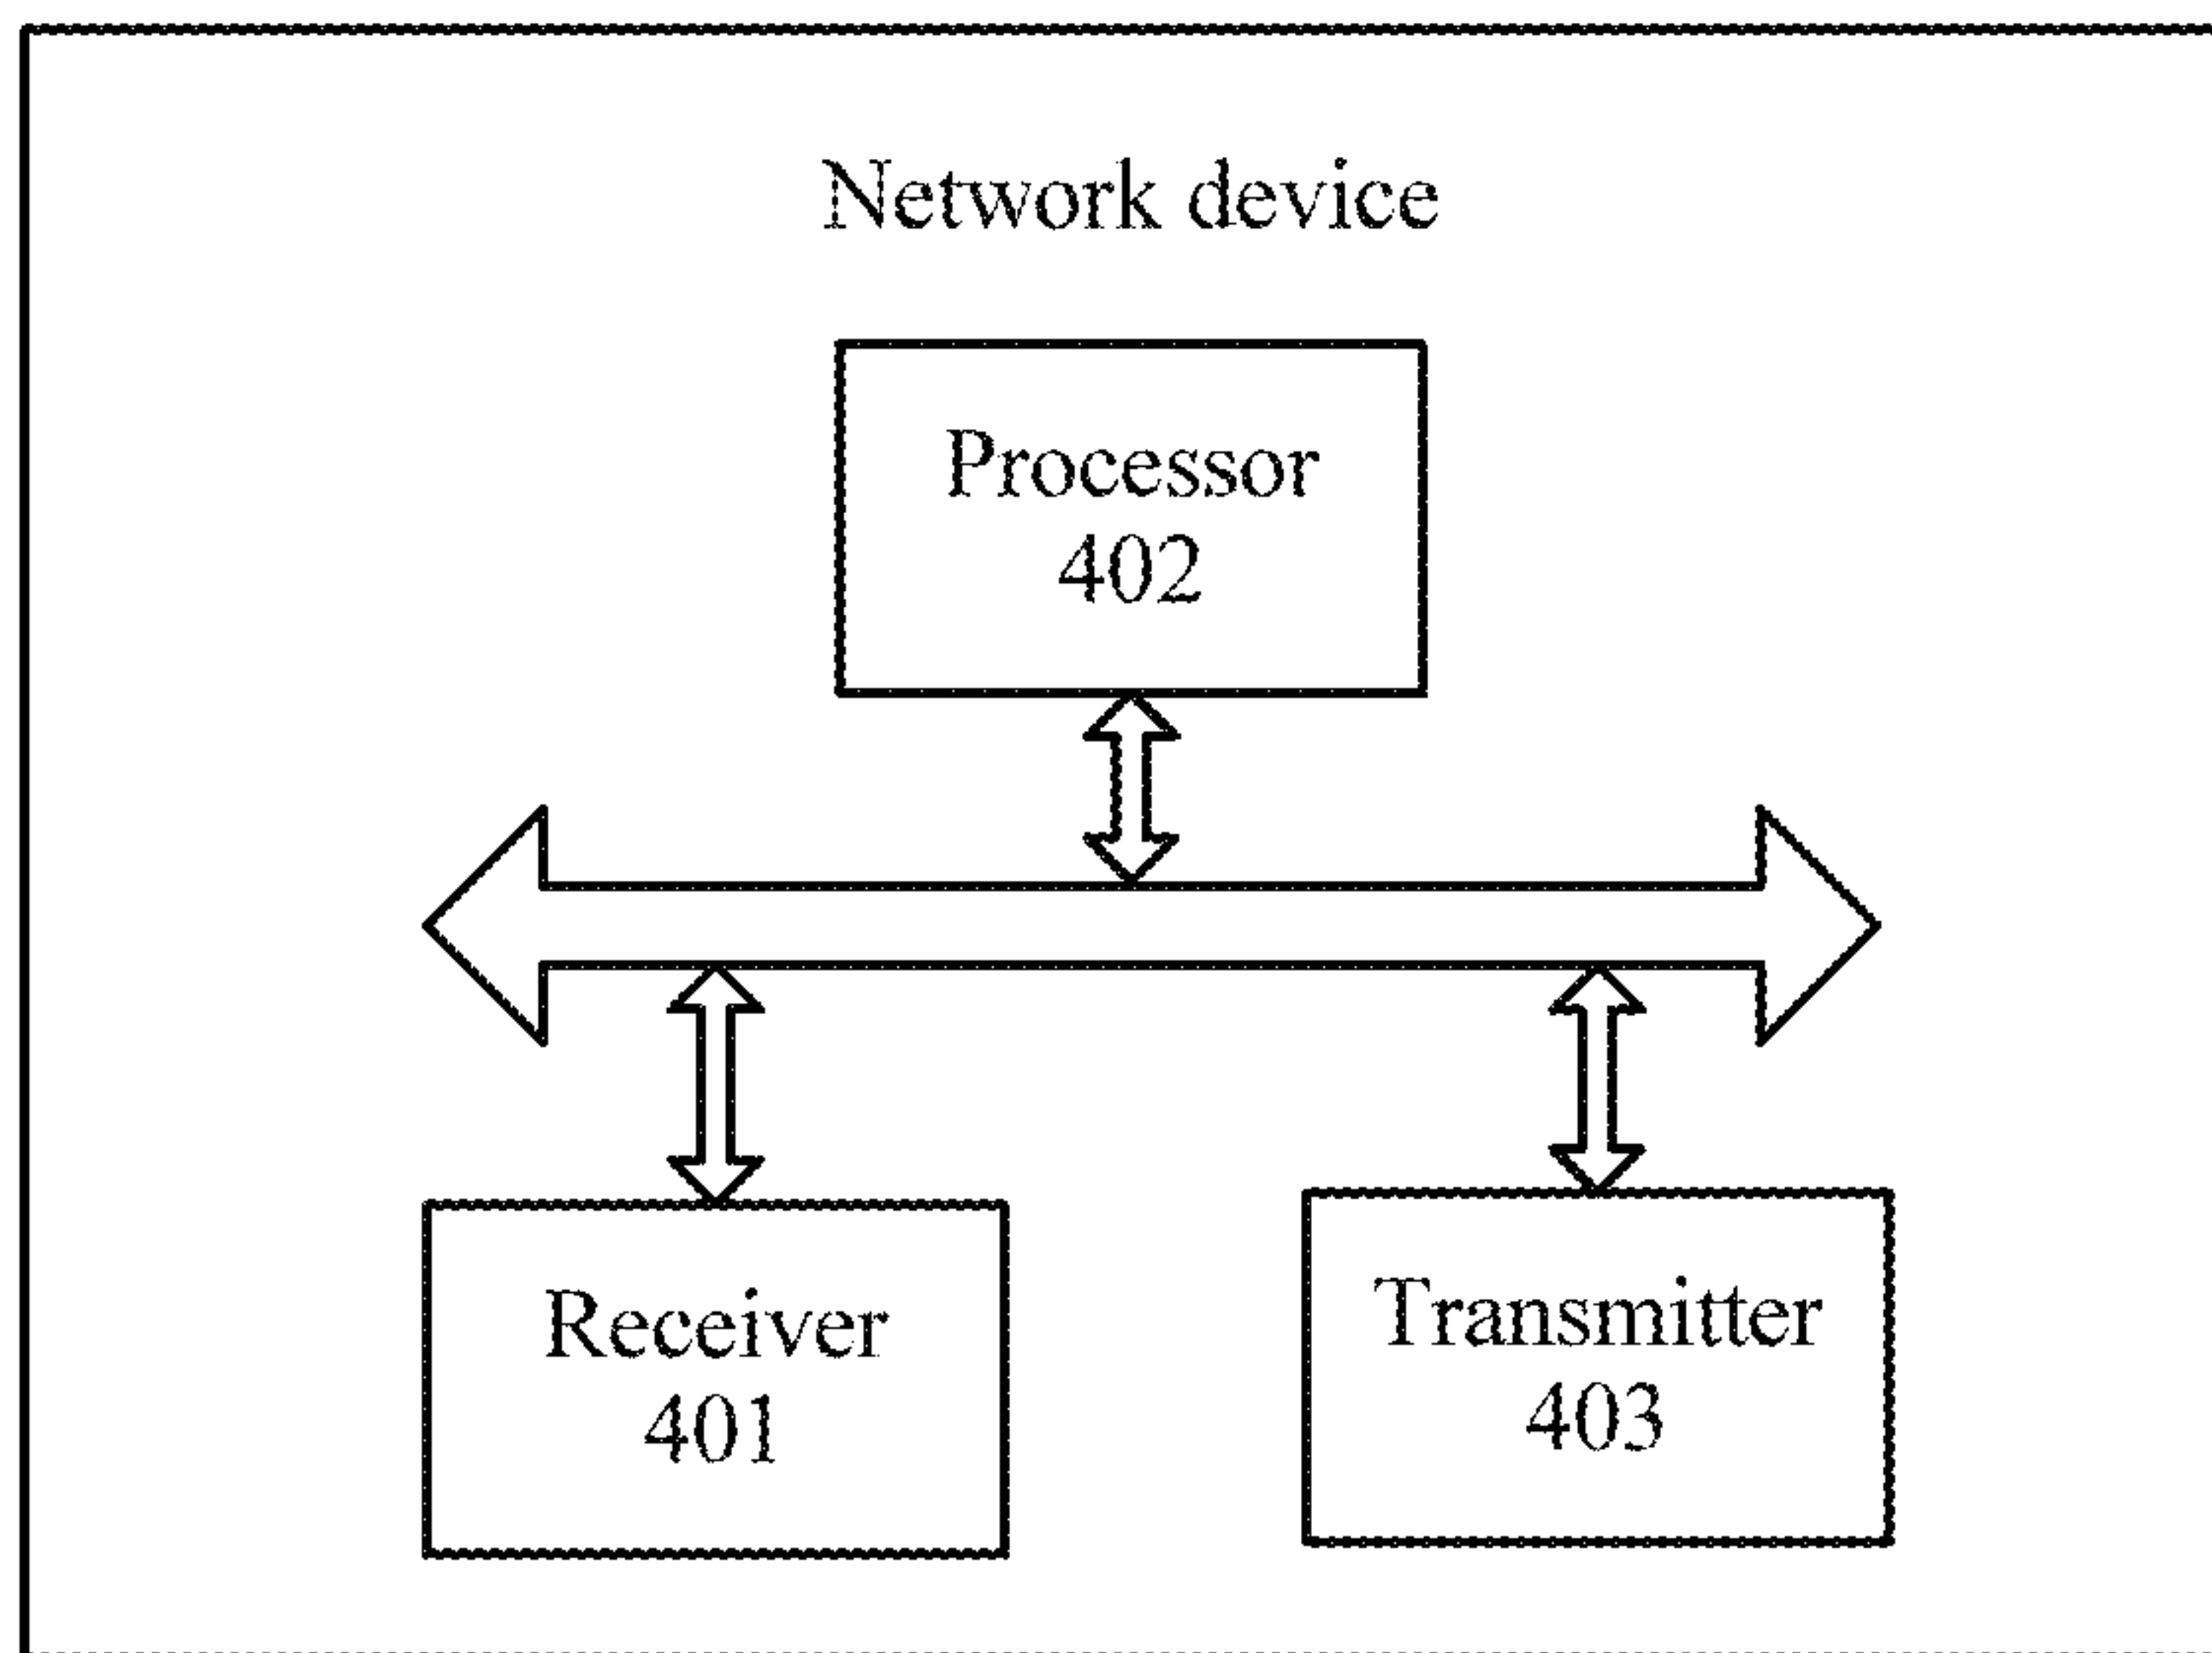 Network device
Processor
402
Receiver
401
Transmitter
403